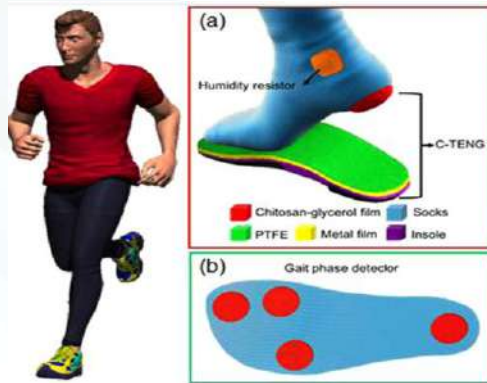 (a)
Humidity resistor
C-TENG
Chitosan-glycerol film Socks
PTFE Metal film Insole
(b)
Gait phase detector